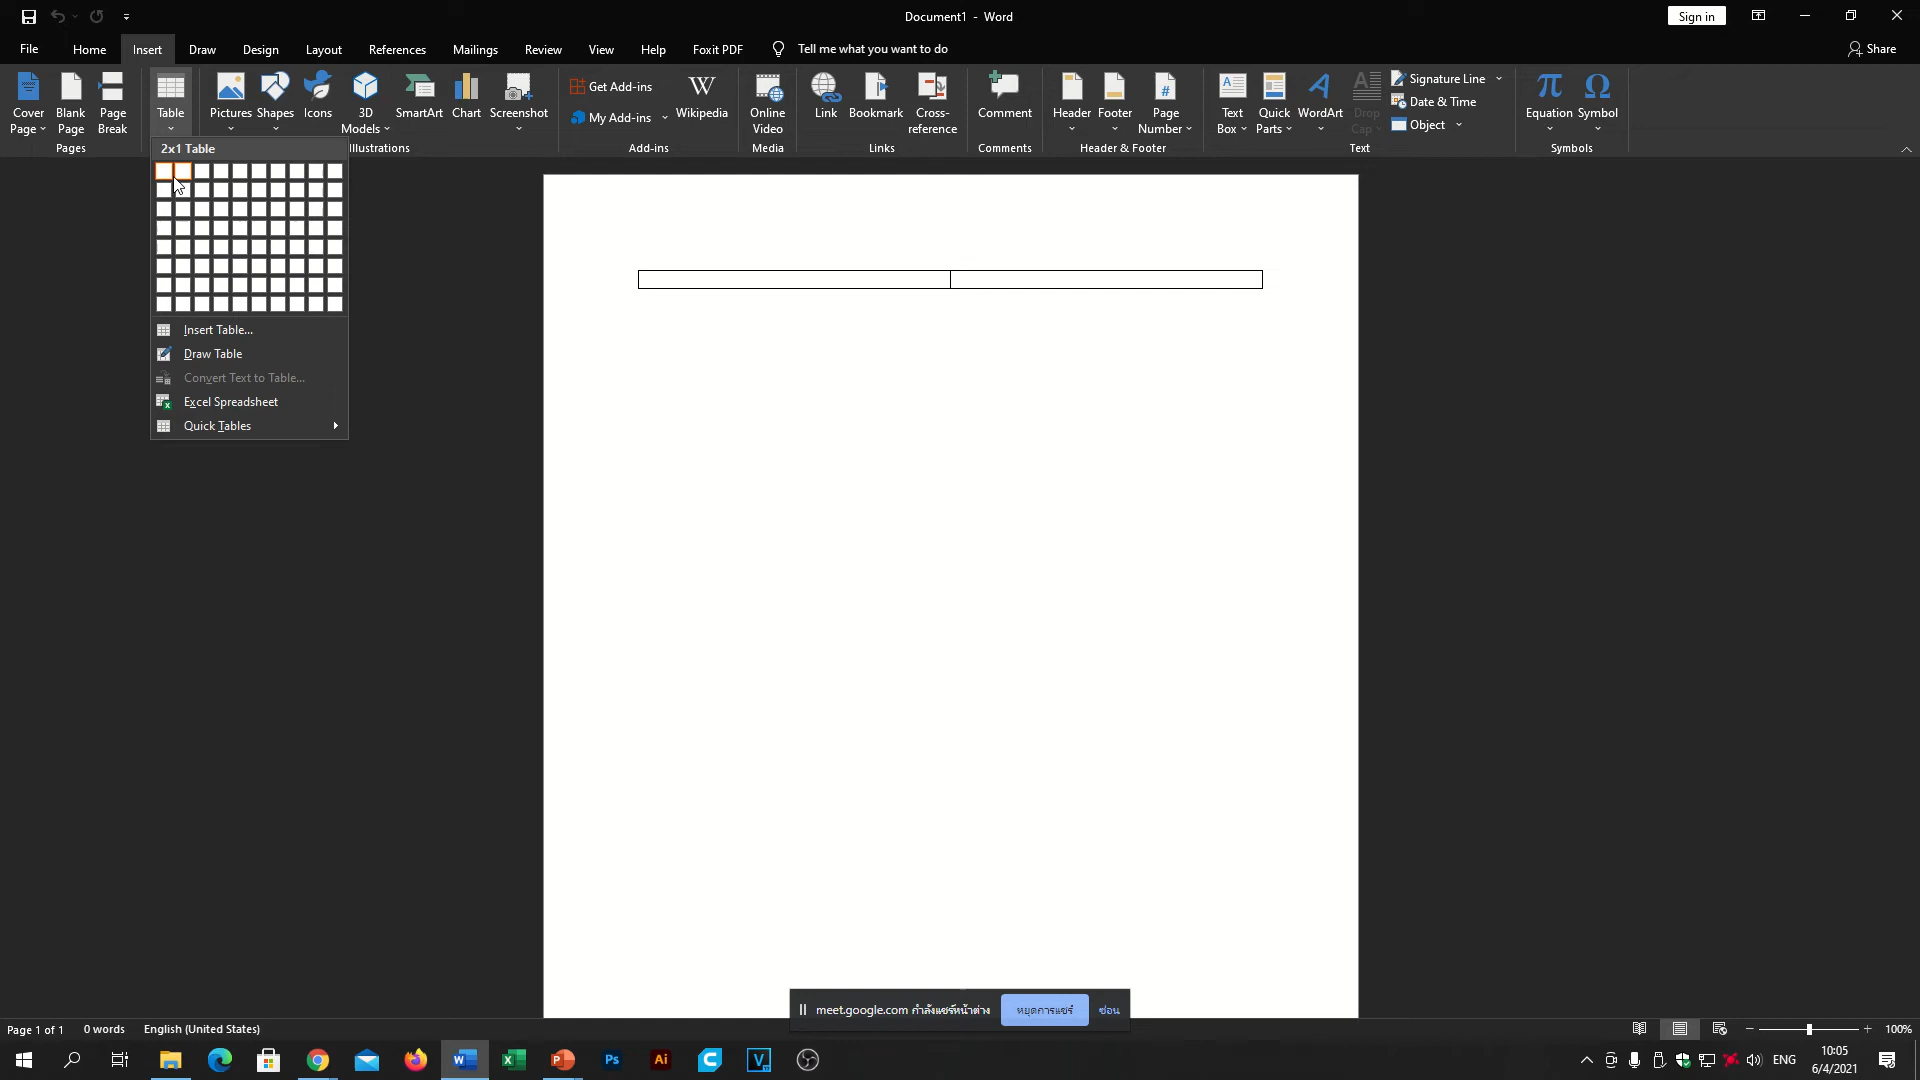 Document1 - Word
Sign in
File Home Insert Draw Design Layout References Mailings Review View Help Foxit PDF Tell me what you want to do Share
Cover Page
Blank Page
Page Break
Pages
Table
Pictures
Shapes
Icons
3D Models
SmartArt
Chart
Screenshot
Illustrations
Get Add-ins
My Add-ins
W
Wikipedia
Add-ins
Online Video
Media
Link
Bookmark
Cross-reference
Links
Comment
Comments
Header
Footer
#
Page Number
Header & Footer
Text Box
Quick Parts
A
WordArt
A
Drop Cap
Signature Line
Date & Time
Object
Text
π
Equation
Ω
Symbol
Symbols
2x1 Table
Insert Table...
Draw Table
Convert Text to Table...
Excel Spreadsheet
Quick Tables
meet.google.com กำลังแชร์หน้าต่าง
หยุดการแชร์
ซ่อน
Page 1 of 1 0 words English (United States)
100%
Ps
Ai
ENG
10:05
6/4/2021